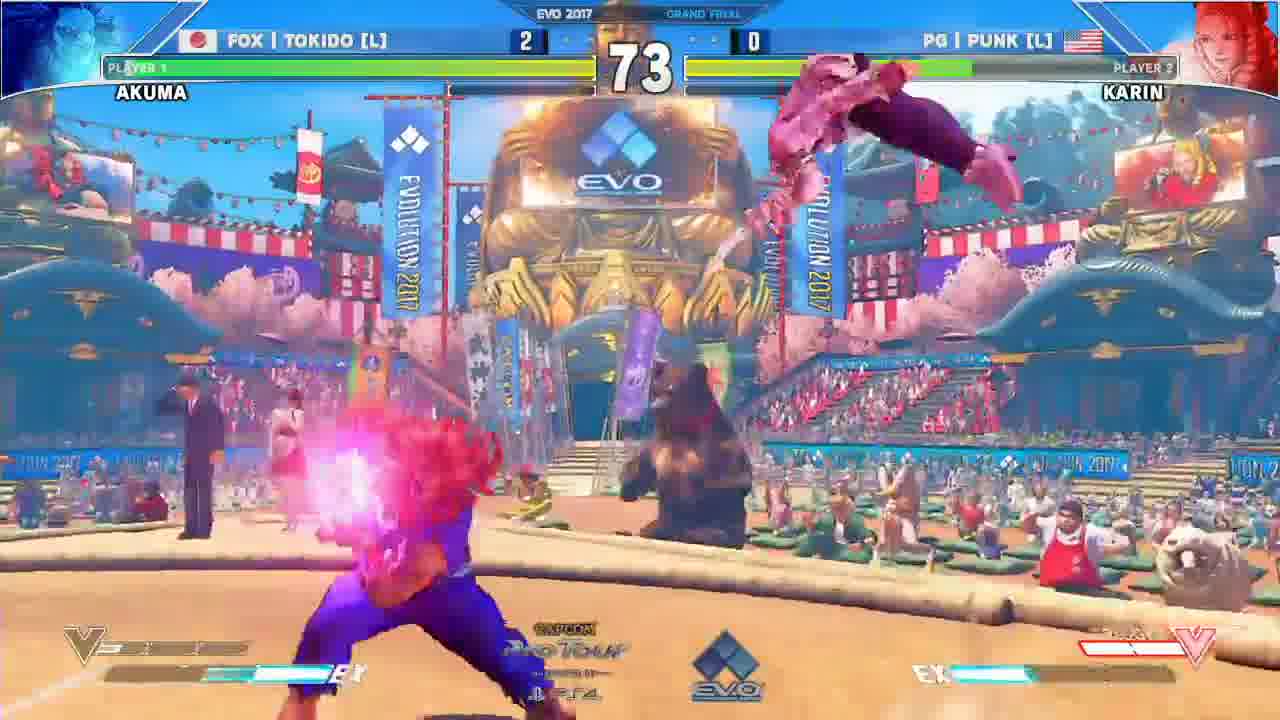 EVO 2017 GRAND FINAL
FOX | TOKIDO [L] 2 73 0 PG | PUNK [L]
PLAYER 1 PLAYER 2
AKUMA KARIN
EVO
EVOLUTION 2017
EVOLUTION 2017
CAPCOM
PRO TOUR
PS4
EX EX
V V
EVO